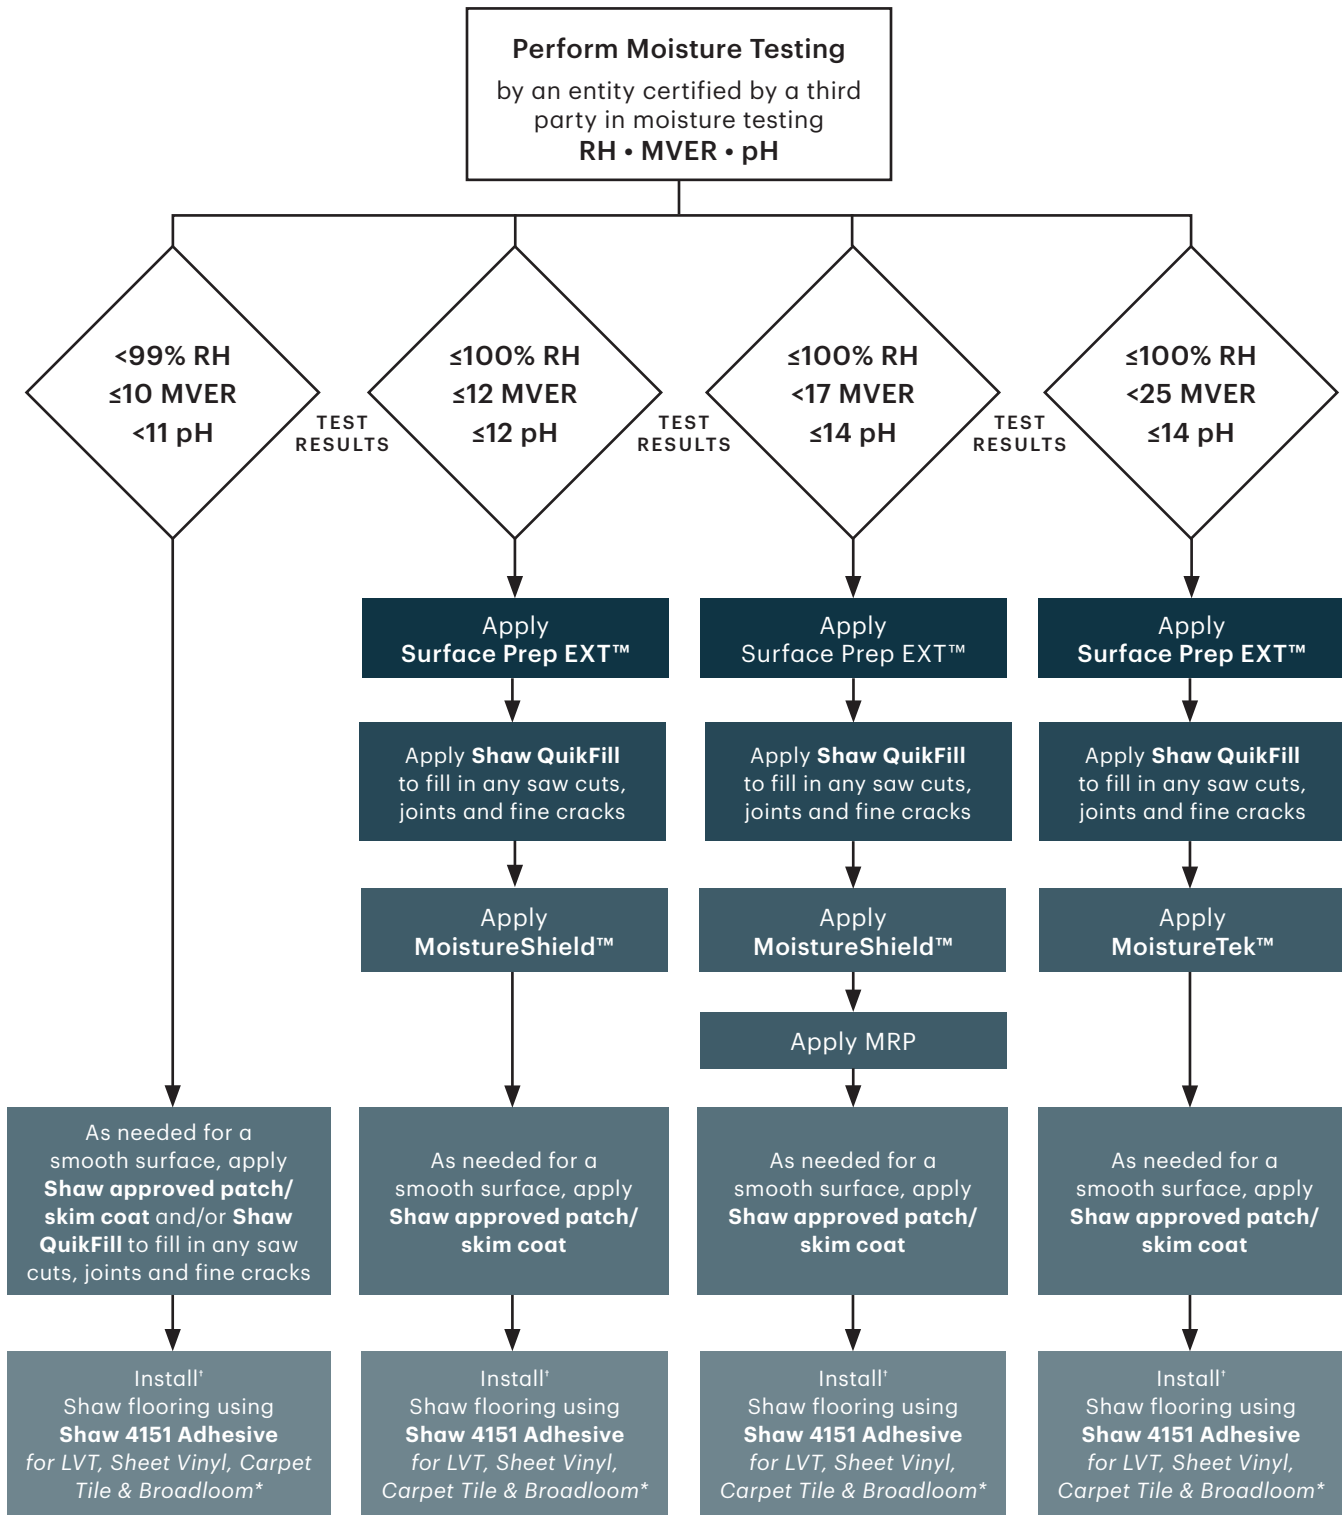 Perform Moisture Testing
by an entity certified by a third
party in moisture testing
RH • MVER • pH
<99% RH
≤10 MVER
<11 pH
TEST
RESULTS
≤100% RH
≤12 MVER
≤12 pH
TEST
RESULTS
≤100% RH
<17 MVER
≤14 pH
TEST
RESULTS
≤100% RH
<25 MVER
≤14 pH
Apply
Surface Prep EXT™
Apply
Surface Prep EXT™
Apply
Surface Prep EXT™
Apply Shaw QuikFill
to fill in any saw cuts,
joints and fine cracks
Apply Shaw QuikFill
to fill in any saw cuts,
joints and fine cracks
Apply Shaw QuikFill
to fill in any saw cuts,
joints and fine cracks
Apply
MoistureShield™
Apply
MoistureShield™
Apply
MoistureTek™
Apply MRP
As needed for a
smooth surface, apply
Shaw approved patch/
skim coat and/or Shaw
QuikFill to fill in any saw
cuts, joints and fine cracks
As needed for a
smooth surface, apply
Shaw approved patch/
skim coat
As needed for a
smooth surface, apply
Shaw approved patch/
skim coat
As needed for a
smooth surface, apply
Shaw approved patch/
skim coat
Install†
Shaw flooring using
Shaw 4151 Adhesive
for LVT, Sheet Vinyl, Carpet
Tile & Broadloom*
Install†
Shaw flooring using
Shaw 4151 Adhesive
for LVT, Sheet Vinyl,
Carpet Tile & Broadloom*
Install†
Shaw flooring using
Shaw 4151 Adhesive
for LVT, Sheet Vinyl,
Carpet Tile & Broadloom*
Install†
Shaw flooring using
Shaw 4151 Adhesive
for LVT, Sheet Vinyl,
Carpet Tile & Broadloom*